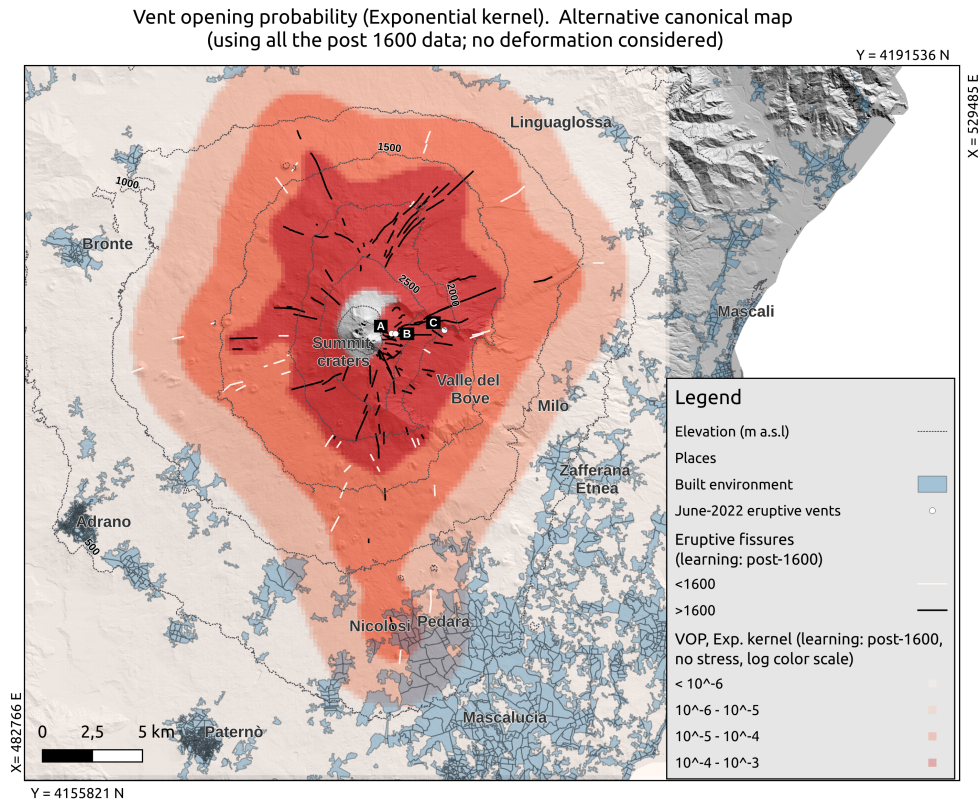 Vent opening probability (Exponential kernel).  Alternative canonical map
(using all the post 1600 data; no deformation considered)
Y = 4191536 N
X = 529485 E
Linguaglossa
1500
1000
Bronte
2500
2000
Mascali
A
B
C
Summit
craters
Valle del
Bove
Milo
Zafferana
Etnea
Adrano
500
Nicolosi
Pedara
Mascalucia
Paternò
0
2,5
5 km
X= 482766 E
Y = 4155821 N
Legend
Elevation (m a.s.l)
Places
Built environment
June-2022 eruptive vents
Eruptive fissures
(learning: post-1600)
<1600
>1600
VOP, Exp. kernel (learning: post-1600,
no stress, log color scale)
< 10^-6
10^-6 - 10^-5
10^-5 - 10^-4
10^-4 - 10^-3